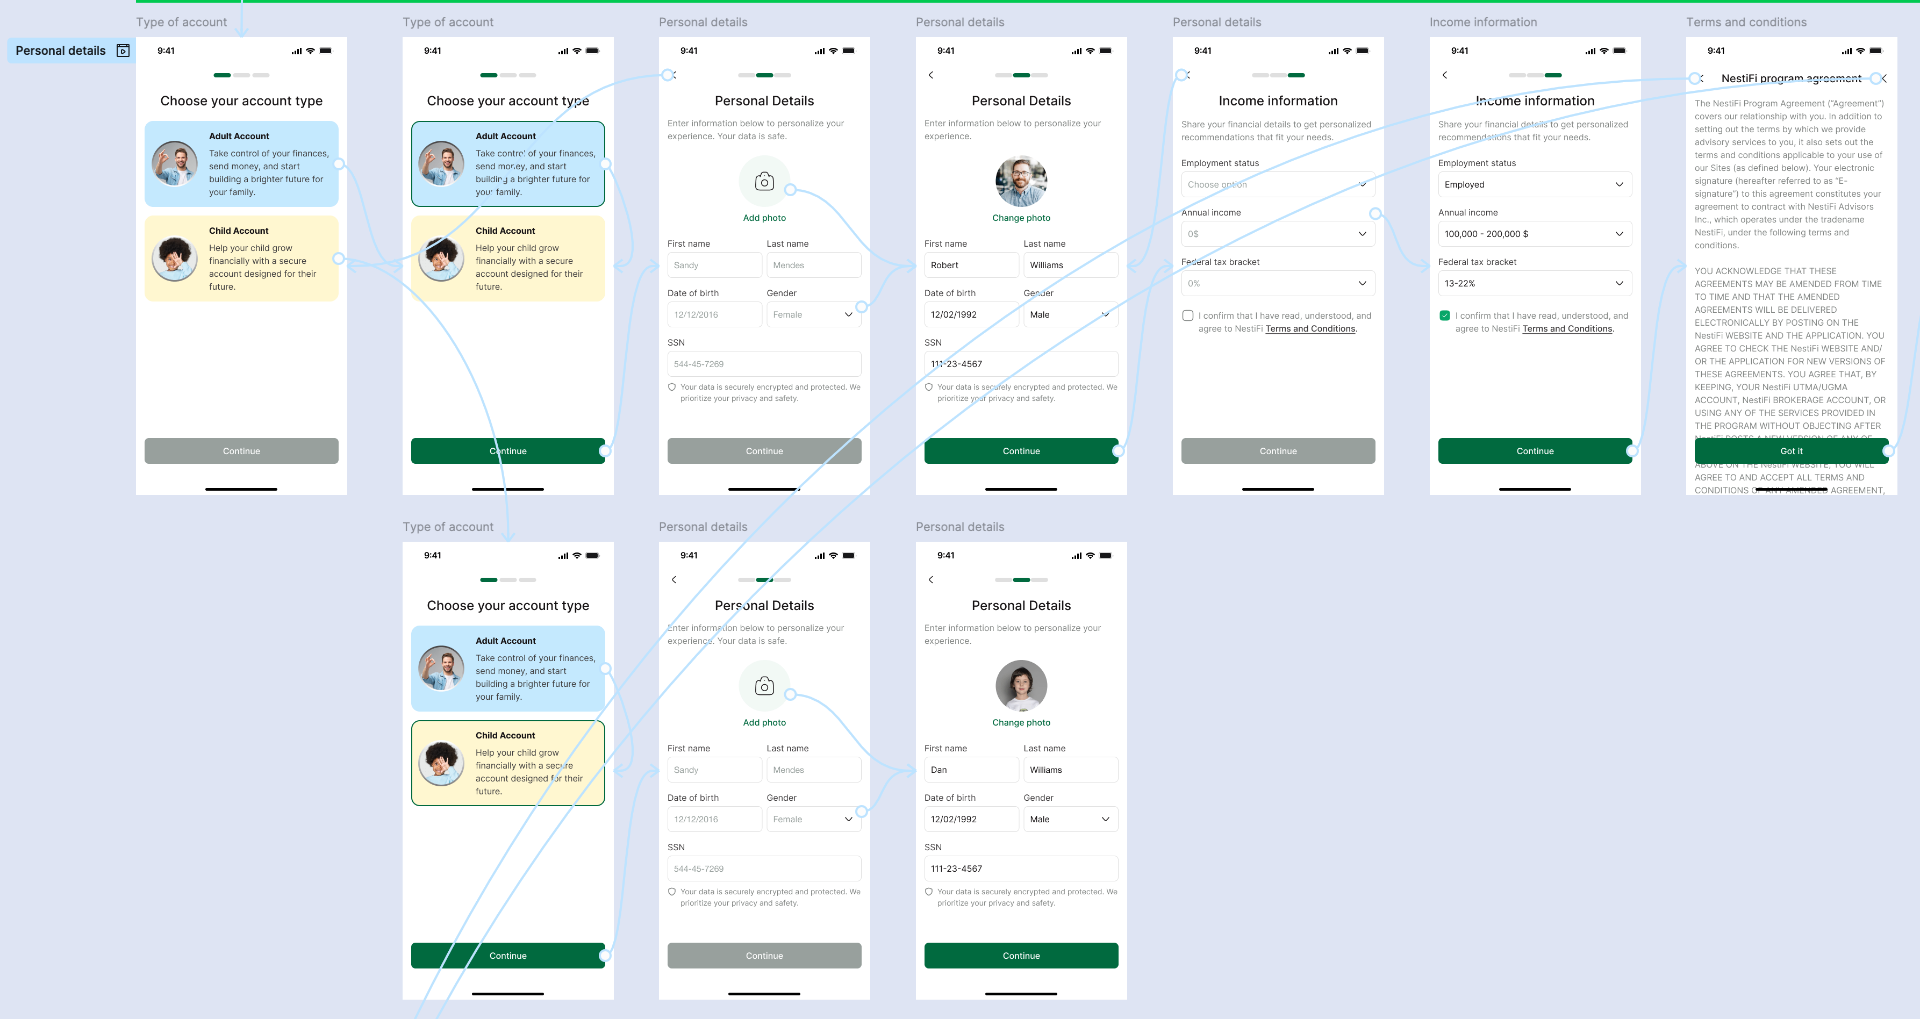 Type of account
Type of account
Personal details
Personal details
Personal details
Income information
Terms and conditions
Personal details
9:41
Choose your account type
Adult Account
Take control of your finances,
send money, and start
building a brighter future for
your family.
Child Account
Help your child grow
financially with a secure
account designed for their
future.
Continue
9:41
Choose your account type
Adult Account
Take control of your finances,
send money, and start
building a brighter future for
your family.
Child Account
Help your child grow
financially with a secure
account designed for their
future.
Continue
9:41
Personal Details
Enter information below to personalize your
experience. Your data is safe.
Add photo
First name Last name
Sandy Mendes
Date of birth Gender
12/12/2016 Female
SSN
544-45-7269
Your data is securely encrypted and protected. We
prioritize your privacy and safety.
Continue
9:41
Personal Details
Enter information below to personalize your
experience.
Change photo
First name Last name
Robert Williams
Date of birth Gender
12/02/1992 Male
SSN
111-23-4567
Your data is securely encrypted and protected. We
prioritize your privacy and safety.
Continue
9:41
Income information
Share your financial details to get personalized
recommendations that fit your needs.
Employment status
Choose option
Annual income
0$
Federal tax bracket
0%
I confirm that I have read, understood, and
agree to NestiFi Terms and Conditions.
Continue
9:41
Income information
Share your financial details to get personalized
recommendations that fit your needs.
Employment status
Employed
Annual income
100,000 - 200,000 $
Federal tax bracket
13-22%
I confirm that I have read, understood, and
agree to NestiFi Terms and Conditions.
Continue
9:41
NestiFi program agreement
The NestiFi Program Agreement (“Agreement”)
covers our relationship with you. In addition to
setting out the terms by which we provide
advisory services to you, it also sets out the
terms and conditions applicable to your use of
our Sites (as defined below). Your electronic
signature (hereafter referred to as “E-
signature”) to this agreement constitutes your
agreement to contract with NestiFi Advisors
Inc., which operates under the tradename
NestiFi, under the following terms and
conditions.
YOU ACKNOWLEDGE THAT THESE
AGREEMENTS MAY BE AMENDED FROM TIME
TO TIME AND THAT THE AMENDED
AGREEMENTS WILL BE DELIVERED
ELECTRONICALLY BY POSTING ON THE
NestiFi WEBSITE AND THE APPLICATION. YOU
AGREE TO CHECK THE NestiFi WEBSITE AND/
OR THE APPLICATION FOR NEW VERSIONS OF
THESE AGREEMENTS. YOU AGREE THAT, BY
KEEPING, YOUR NestiFi UTMA/UGMA
ACCOUNT, NestiFi BROKERAGE ACCOUNT, OR
USING ANY OF THE SERVICES PROVIDED IN
THE PROGRAM WITHOUT OBJECTING AFTER
NestiFi POSTS A NEW VERSION OF ANY OF
Got it
ABOVE ON THE NestiFi WEBSITE, YOU WILL
AGREE TO AND ACCEPT ALL TERMS AND
CONDITIONS OF ANY AMENDED AGREEMENT,
Type of account
Personal details
Personal details
9:41
Choose your account type
Adult Account
Take control of your finances,
send money, and start
building a brighter future for
your family.
Child Account
Help your child grow
financially with a secure
account designed for their
future.
Continue
9:41
Personal Details
Enter information below to personalize your
experience. Your data is safe.
Add photo
First name Last name
Sandy Mendes
Date of birth Gender
12/12/2016 Female
SSN
544-45-7269
Your data is securely encrypted and protected. We
prioritize your privacy and safety.
Continue
9:41
Personal Details
Enter information below to personalize your
experience.
Change photo
First name Last name
Dan Williams
Date of birth Gender
12/02/1992 Male
SSN
111-23-4567
Your data is securely encrypted and protected. We
prioritize your privacy and safety.
Continue